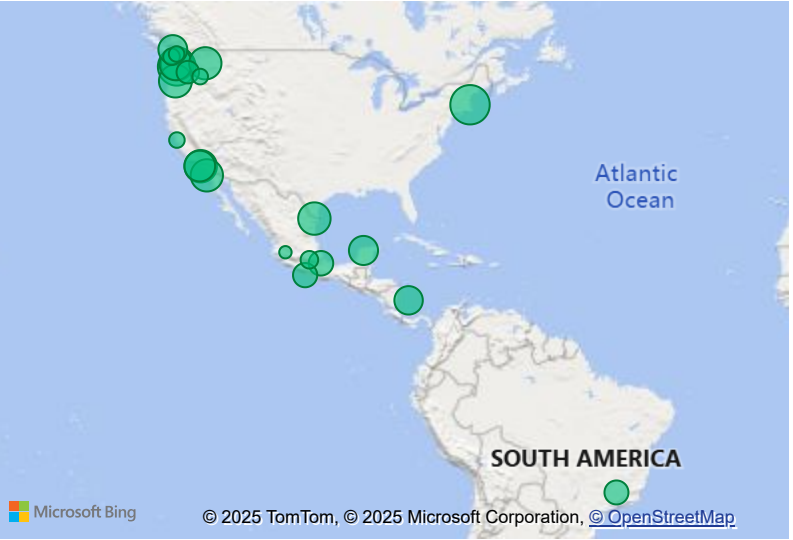 Atlantic
Ocean
SOUTH AMERICA
Microsoft Bing
© 2025 TomTom, © 2025 Microsoft Corporation, © OpenStreetMap